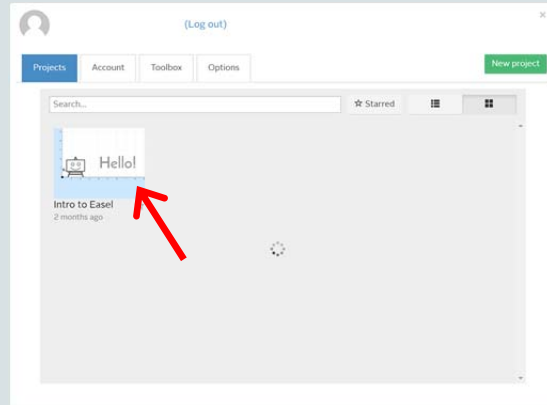 (Log out)
×
Projects
Account
Toolbox
Options
New project
Search...
☆ Starred
Hello!
Intro to Easel
2 months ago